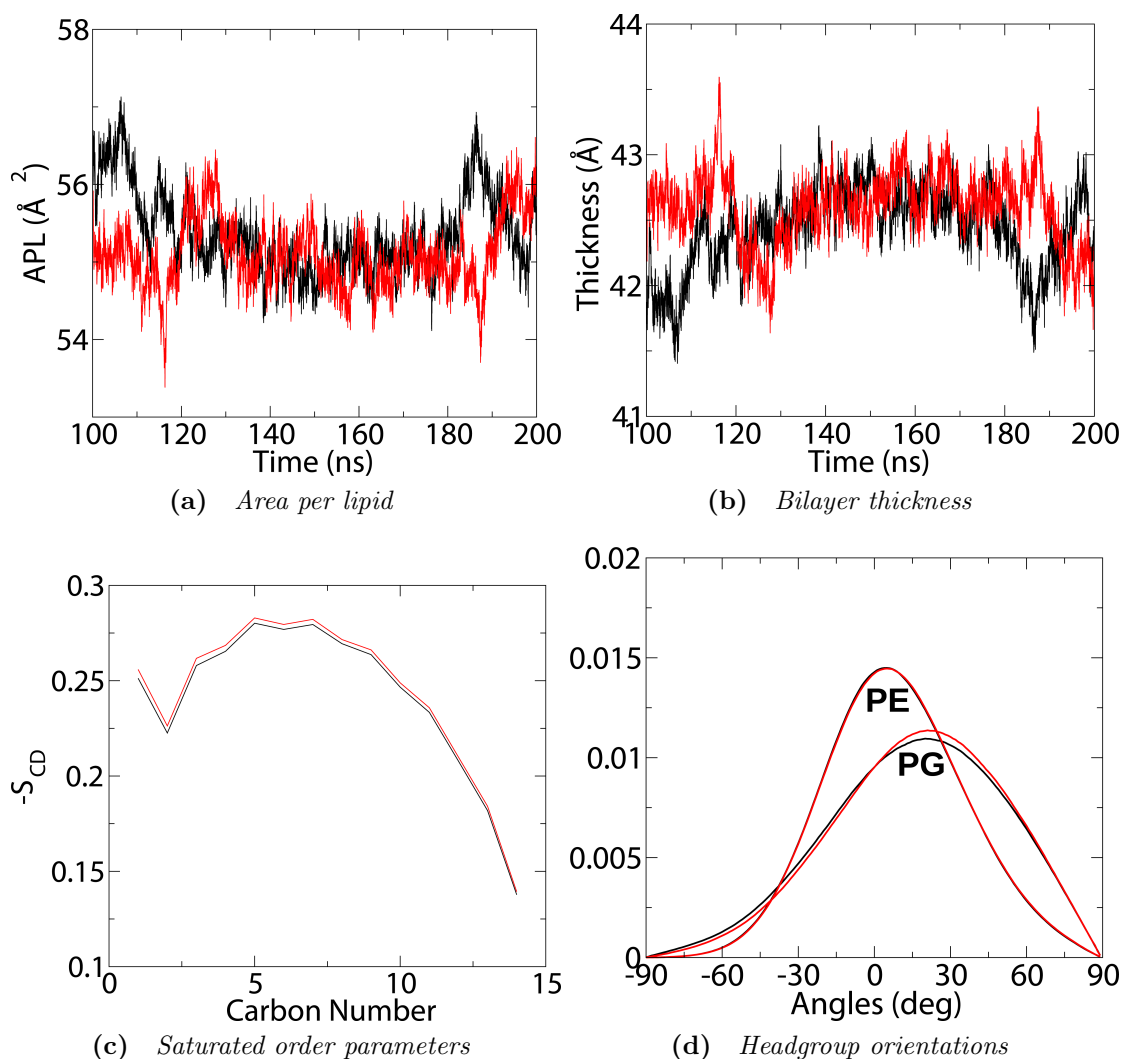 58
56
54
APL (Å ²)
100 120 140 160 180 200
Time (ns)
(a) Area per lipid
44
43
42
41
Thickness (Å)
100 120 140 160 180 200
Time (ns)
(b) Bilayer thickness
0.3
0.25
0.2
0.15
0.1
-S_CD
0 5 10 15
Carbon Number
(c) Saturated order parameters
0.02
0.015
0.01
0.005
0
PE
PG
-90 -60 -30 0 30 60 90
Angles (deg)
(d) Headgroup orientations